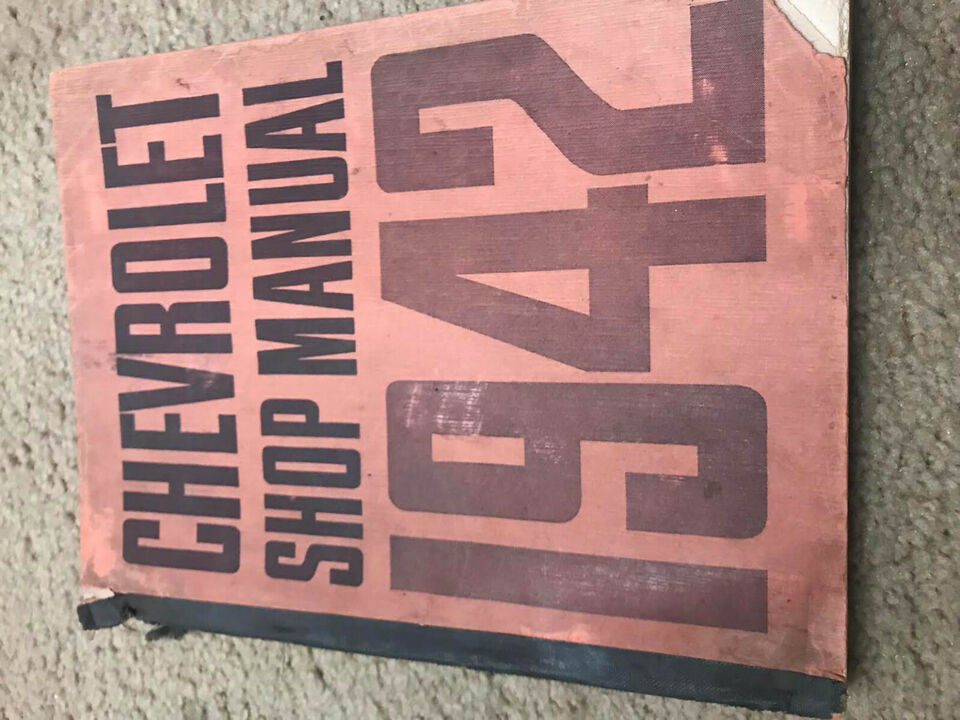 CHEVROLET
SHOP MANUAL
1942